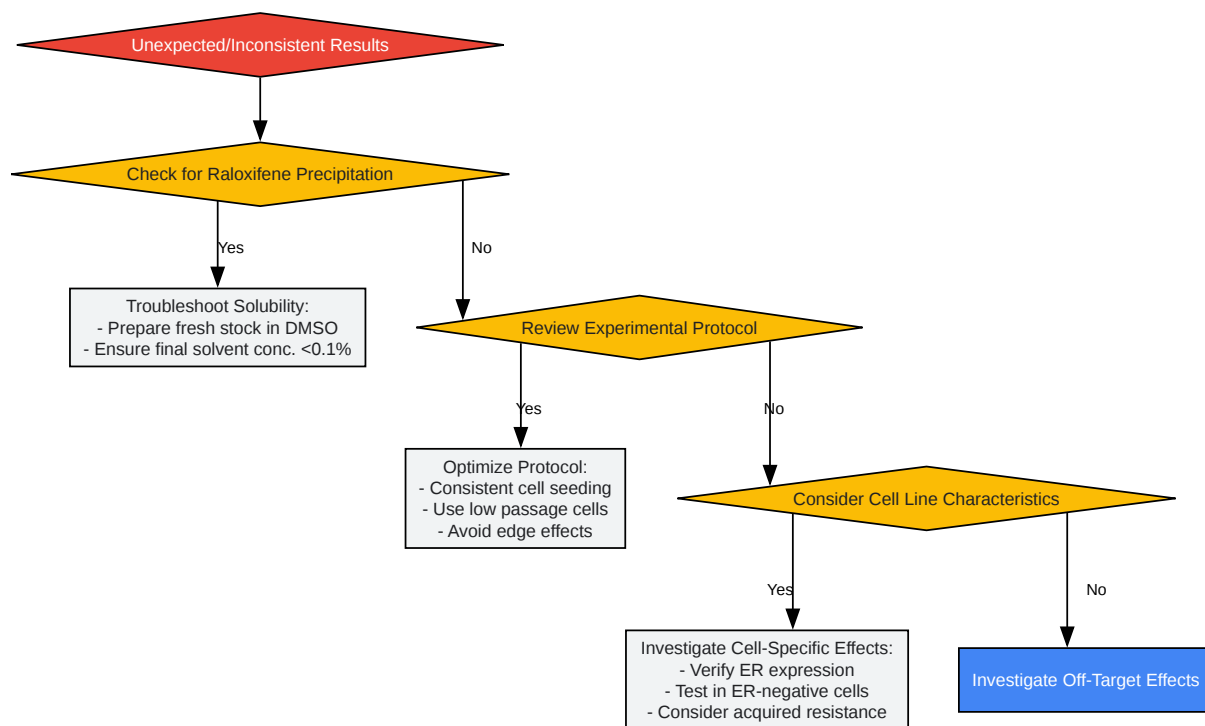 Unexpected/Inconsistent Results
Check for Raloxifene Precipitation
Yes
No
Troubleshoot Solubility:
- Prepare fresh stock in DMSO
- Ensure final solvent conc. <0.1%
Review Experimental Protocol
Yes
No
Optimize Protocol:
- Consistent cell seeding
- Use low passage cells
- Avoid edge effects
Consider Cell Line Characteristics
Yes
No
Investigate Cell-Specific Effects:
- Verify ER expression
- Test in ER-negative cells
- Consider acquired resistance
Investigate Off-Target Effects